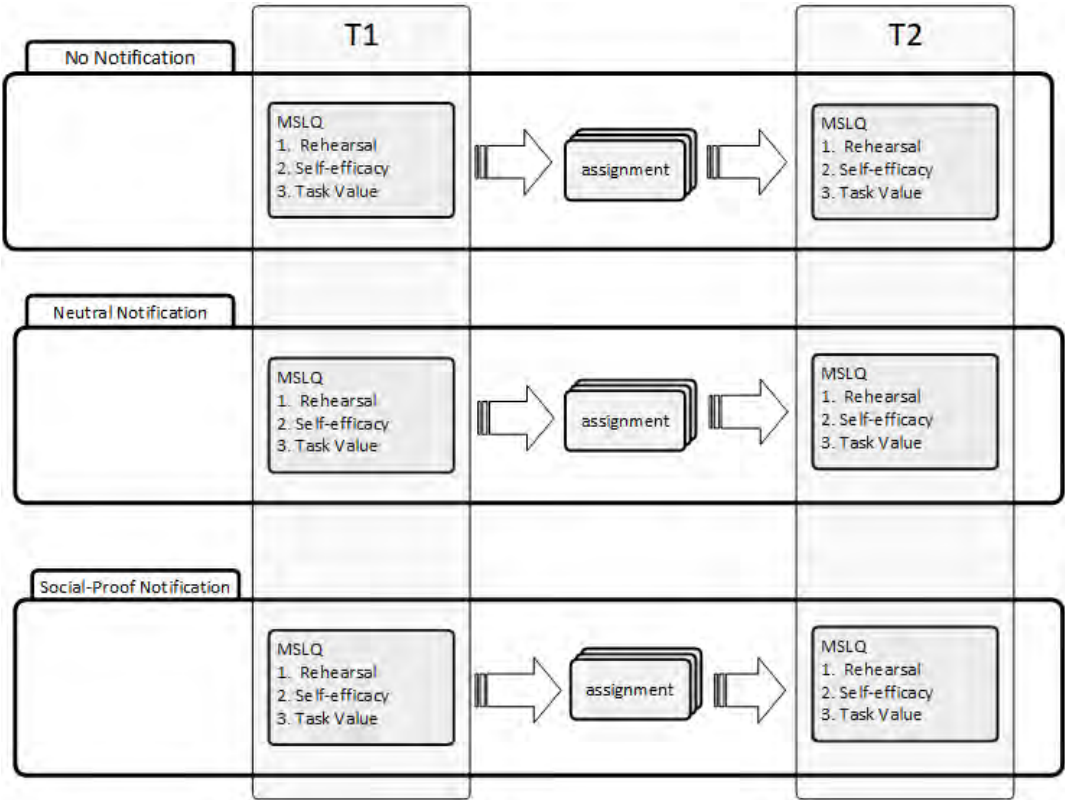 T1
T2
No Notification
MSLQ
1. Rehearsal
2. Self-efficacy
3. Task Value
assignment
MSLQ
1. Rehearsal
2. Self-efficacy
3. Task Value
Neutral Notification
MSLQ
1. Rehearsal
2. Self-efficacy
3. Task Value
assignment
MSLQ
1. Rehearsal
2. Self-efficacy
3. Task Value
Social-Proof Notification
MSLQ
1. Rehearsal
2. Self-efficacy
3. Task Value
assignment
MSLQ
1. Rehearsal
2. Self-efficacy
3. Task Value